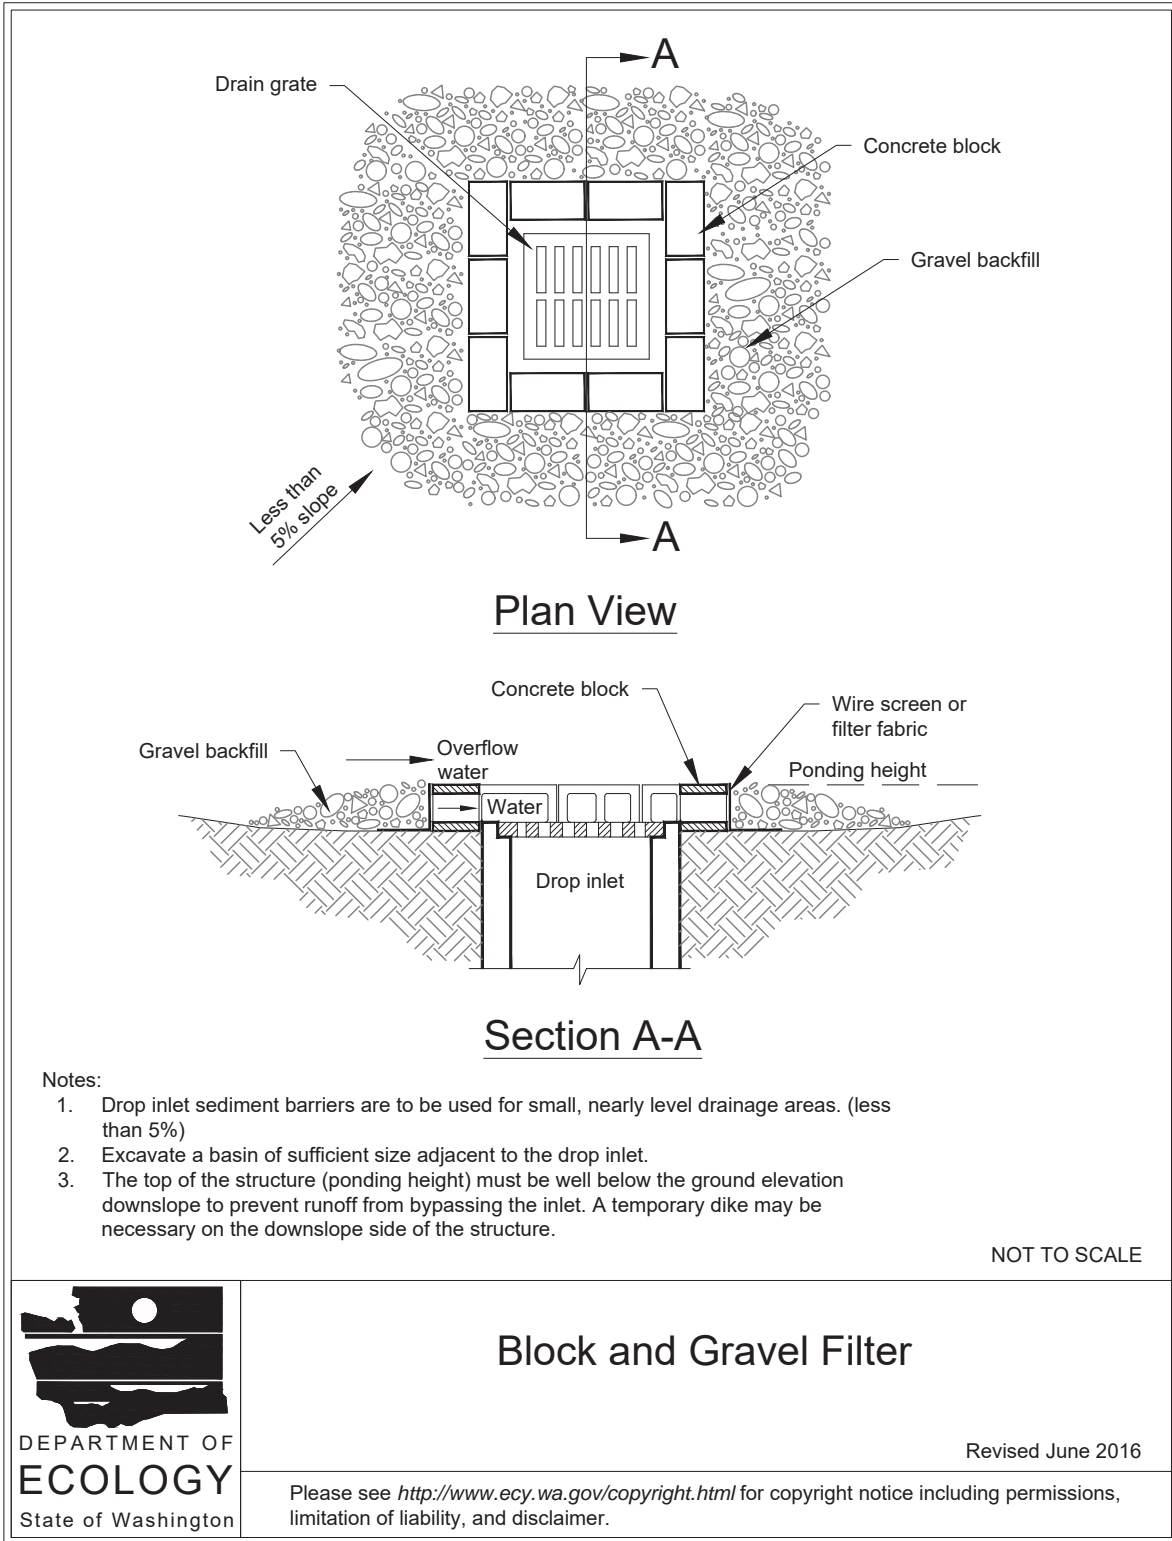 A
Drain grate
Concrete block
Gravel backfill
Less than
5% slope
A
Plan View
Concrete block
Wire screen or
filter fabric
Gravel backfill
Overflow
water
Ponding height
Water
Drop inlet
Section A-A
Notes:
1. Drop inlet sediment barriers are to be used for small, nearly level drainage areas. (less
than 5%)
2. Excavate a basin of sufficient size adjacent to the drop inlet.
3. The top of the structure (ponding height) must be well below the ground elevation
downslope to prevent runoff from bypassing the inlet. A temporary dike may be
necessary on the downslope side of the structure.
NOT TO SCALE
Block and Gravel Filter
Revised June 2016
DEPARTMENT OF
ECOLOGY
State of Washington
Please see http://www.ecy.wa.gov/copyright.html for copyright notice including permissions,
limitation of liability, and disclaimer.